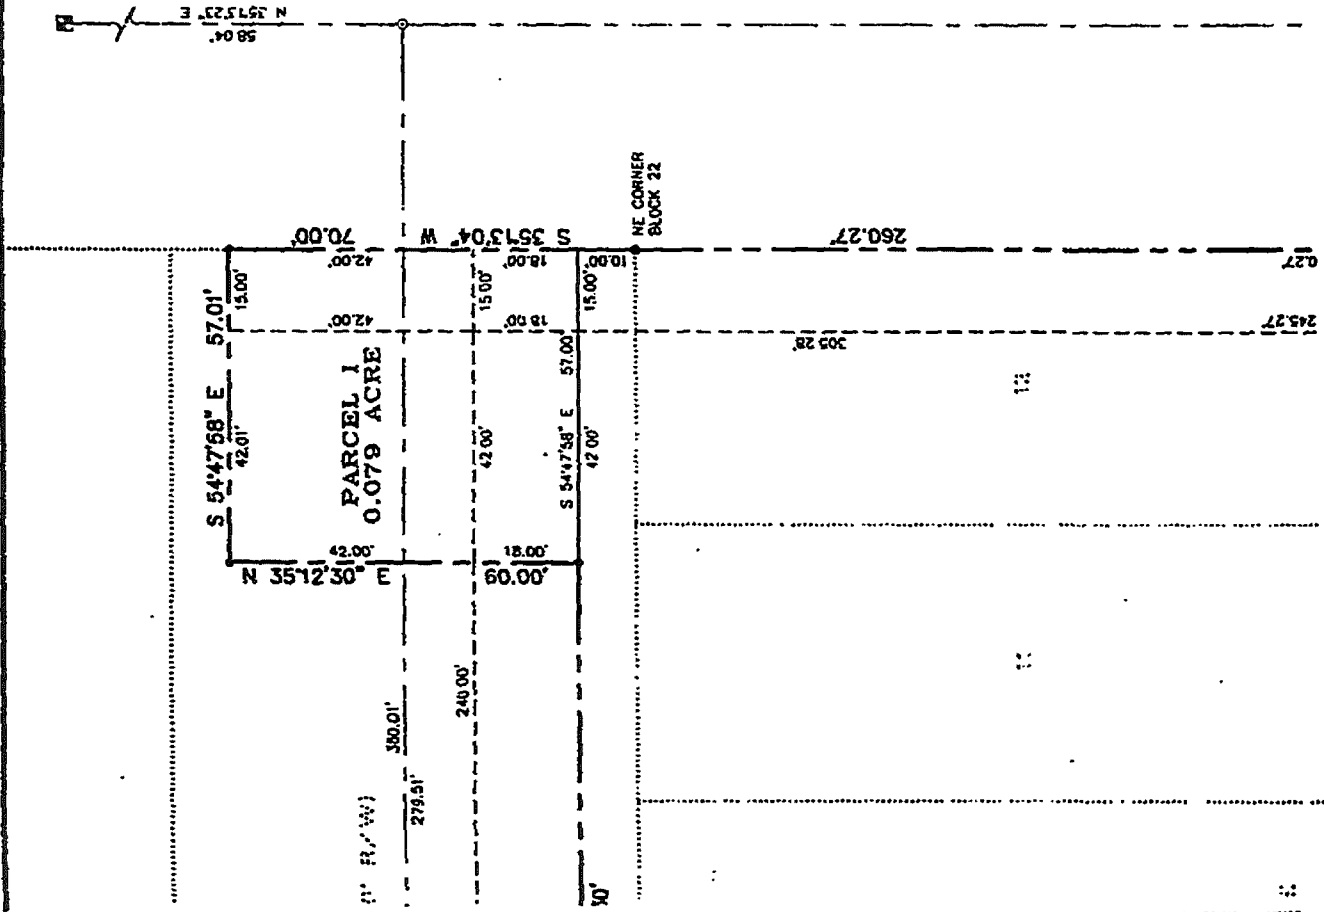 N 35°13'23" E
58.04'
NE CORNER
BLOCK 22
70.00'
S 35°13'04" W
260.27'
42.00'
18.00'
10.00'
0.27'
S 54°47'58" E 57.01'
15.00'
42.01'
15.00'
15.00'
42.00'
18.00'
305.28'
245.27'
PARCEL 1
0.079 ACRE
42.00'
S 54°47'58" E 57.00'
42.00'
42.00'
18.00'
N 35°12'30" E 60.00'
240.00'
380.01'
279.51'
R/W)